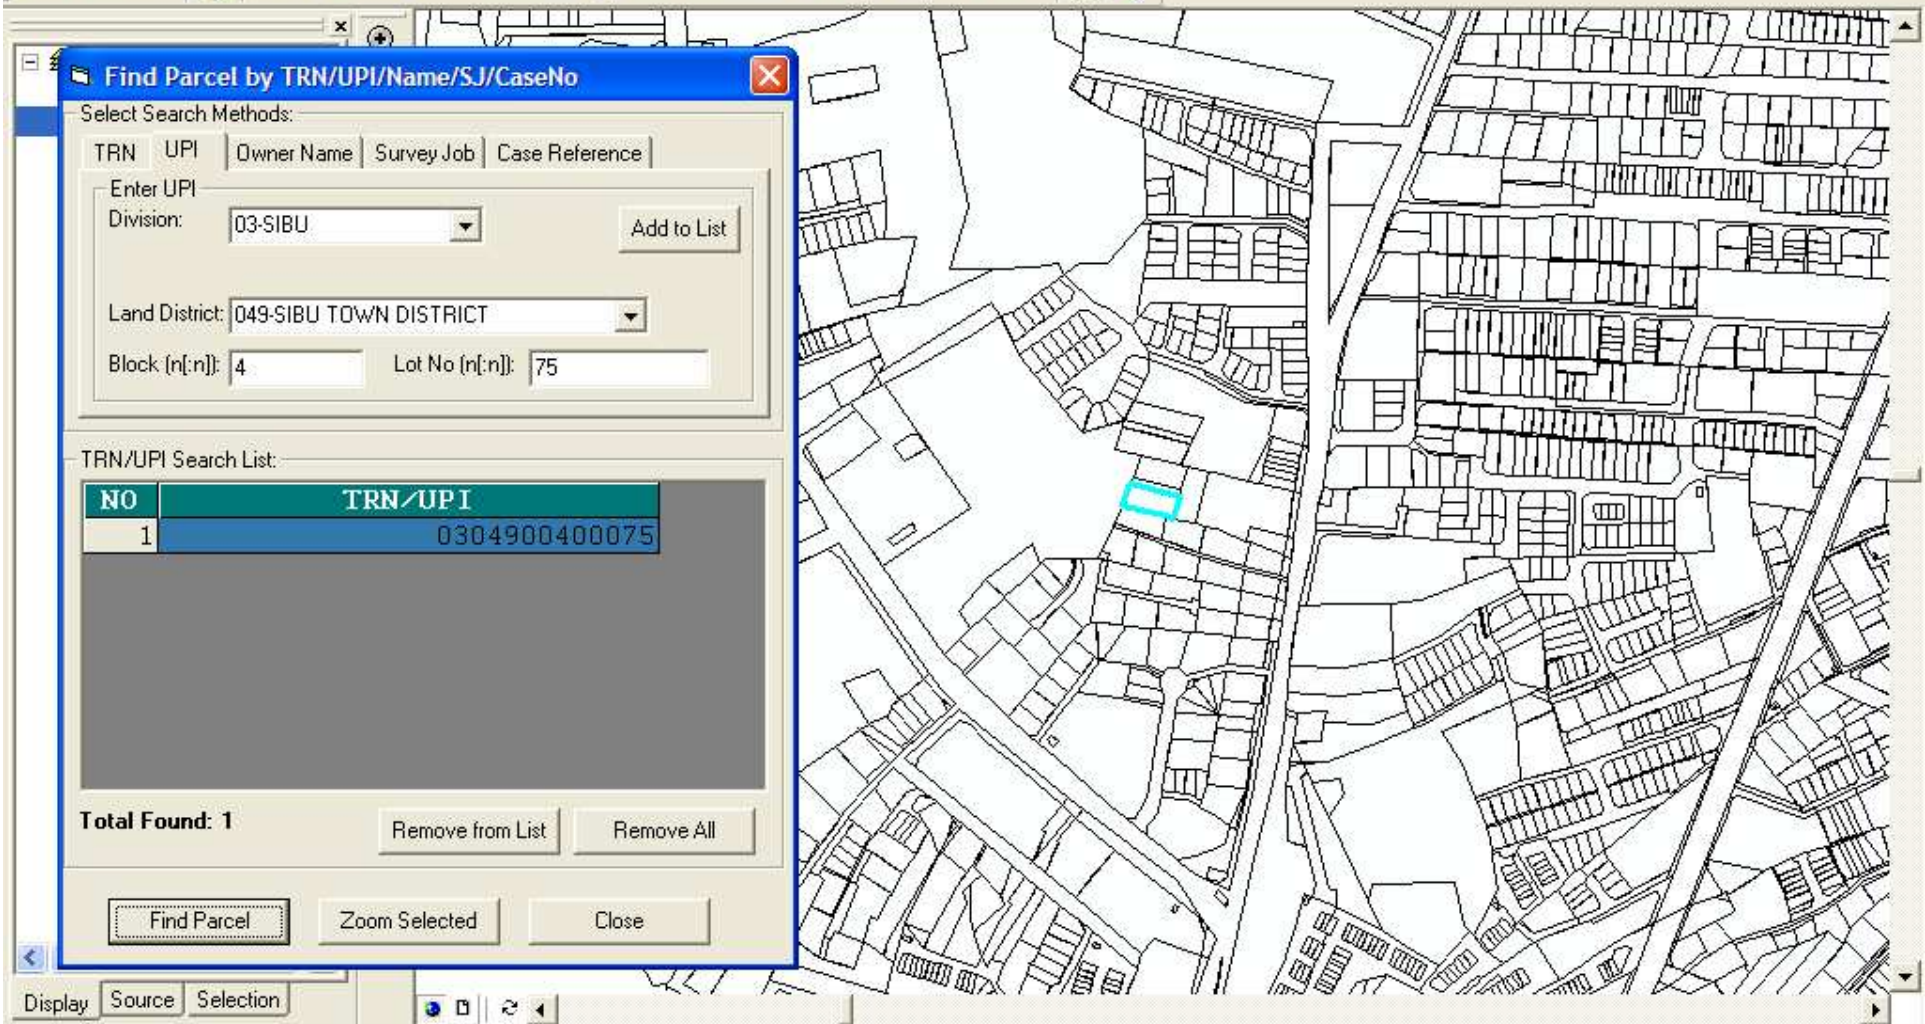 Find Parcel by TRN/UPI/Name/SJ/CaseNo
Select Search Methods:
TRN UPI Owner Name Survey Job Case Reference
Enter UPI
Division: 03-SIBU Add to List
Land District: 049-SIBU TOWN DISTRICT
Block (n[:n]): 4 Lot No (n[:n]): 75
TRN/UPI Search List:
NO TRN/UPI
1 0304900400075
Total Found: 1 Remove from List Remove All
Find Parcel Zoom Selected Close
Display Source Selection